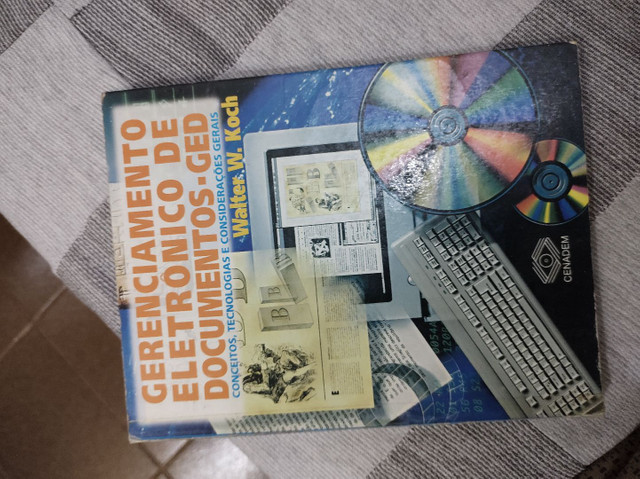 GERENCIAMENTO
ELETRÔNICO DE
DOCUMENTOS-GED
CONCEITOS, TECNOLOGIAS E CONSIDERAÇÕES GERAIS
Walter W. Koch
CENADEM